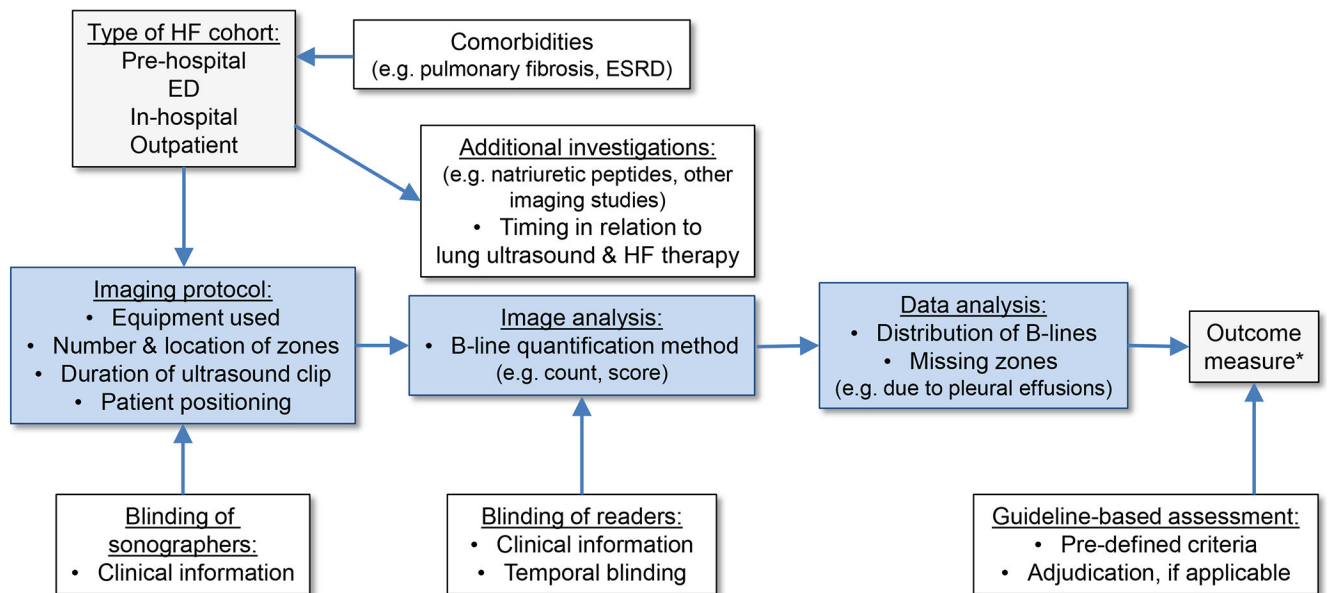 Type of HF cohort:
Pre-hospital
ED
In-hospital
Outpatient
Comorbidities
(e.g. pulmonary fibrosis, ESRD)
Additional investigations:
(e.g. natriuretic peptides, other
imaging studies)
• Timing in relation to
lung ultrasound & HF therapy
Imaging protocol:
• Equipment used
• Number & location of zones
• Duration of ultrasound clip
• Patient positioning
Image analysis:
• B-line quantification method
(e.g. count, score)
Data analysis:
• Distribution of B-lines
• Missing zones
(e.g. due to pleural effusions)
Outcome
measure*
Blinding of
sonographers:
• Clinical information
Blinding of readers:
• Clinical information
• Temporal blinding
Guideline-based assessment:
• Pre-defined criteria
• Adjudication, if applicable